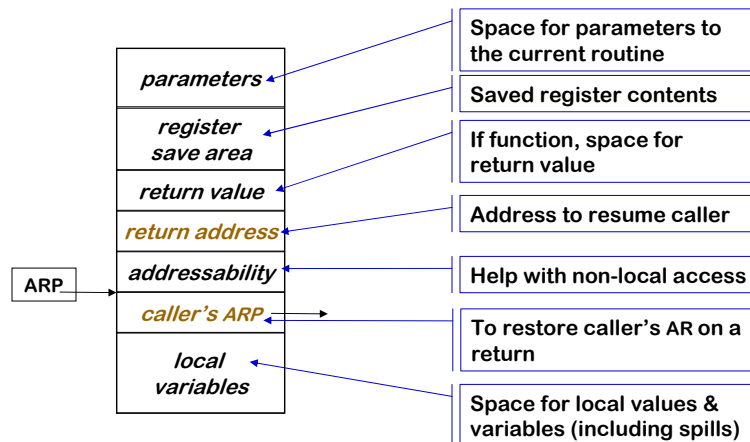 parameters
register
save area
return value
return address
addressability
ARP
caller's ARP
local
variables
Space for parameters to
the current routine
Saved register contents
If function, space for
return value
Address to resume caller
Help with non-local access
To restore caller's AR on a
return
Space for local values &
variables (including spills)